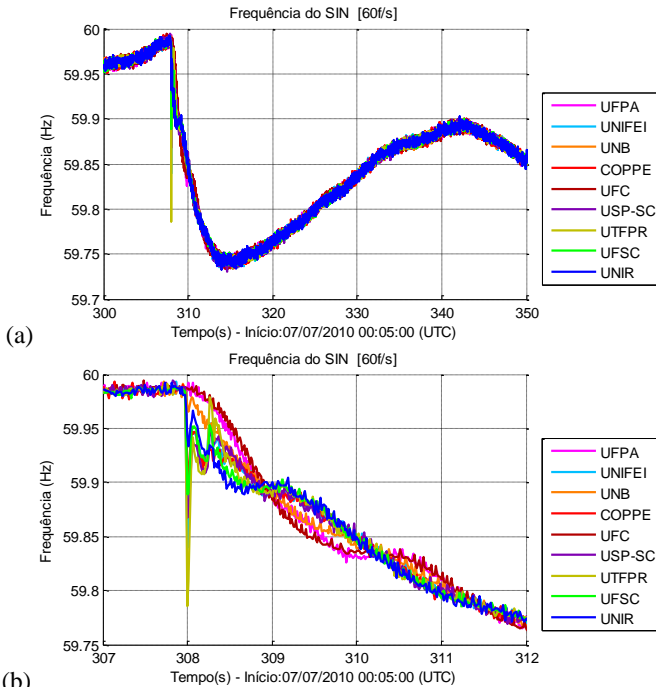 Frequência do SIN [60f/s]
60
59.95
59.9
59.85
59.8
59.75
59.7
Frequência (Hz)
300 310 320 330 340 350
Tempo(s) - Início:07/07/2010 00:05:00 (UTC)
UFPA
UNIFEI
UNB
COPPE
UFC
USP-SC
UTFPR
UFSC
UNIR
(a)
Frequência do SIN [60f/s]
60
59.95
59.9
59.85
59.8
59.75
Frequência (Hz)
307 308 309 310 311 312
Tempo(s) - Início:07/07/2010 00:05:00 (UTC)
UFPA
UNIFEI
UNB
COPPE
UFC
USP-SC
UTFPR
UFSC
UNIR
(b)